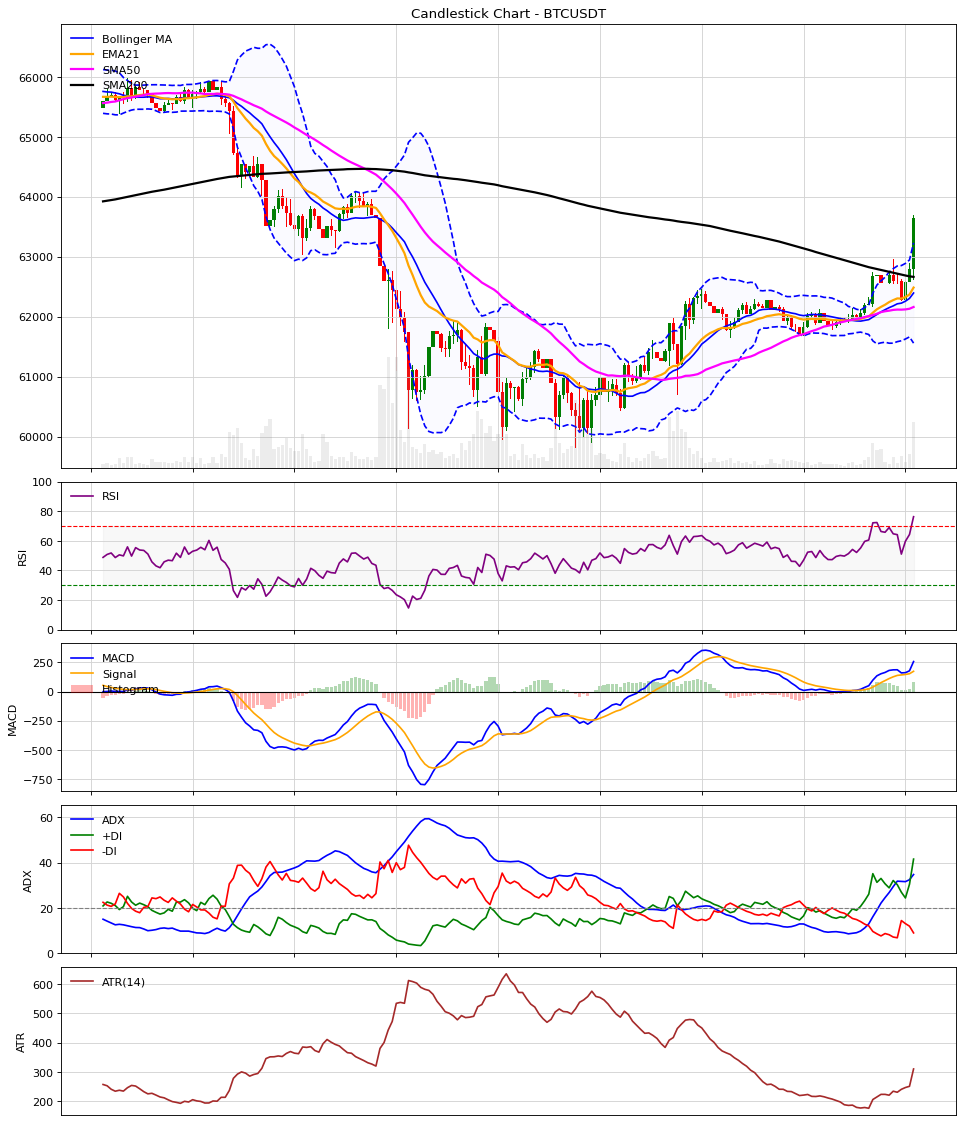 Candlestick Chart - BTCUSDT
Bollinger MA
EMA21
SMA50
66000
65000
64000
63000
62000
61000
60000
RSI
100
80
60
40
20
0
RSI
MACD
Signal
Histogram
250
0
−250
−500
−750
MACD
ADX
+DI
-DI
60
40
20
0
ADX
ATR(14)
600
500
400
300
200
ATR